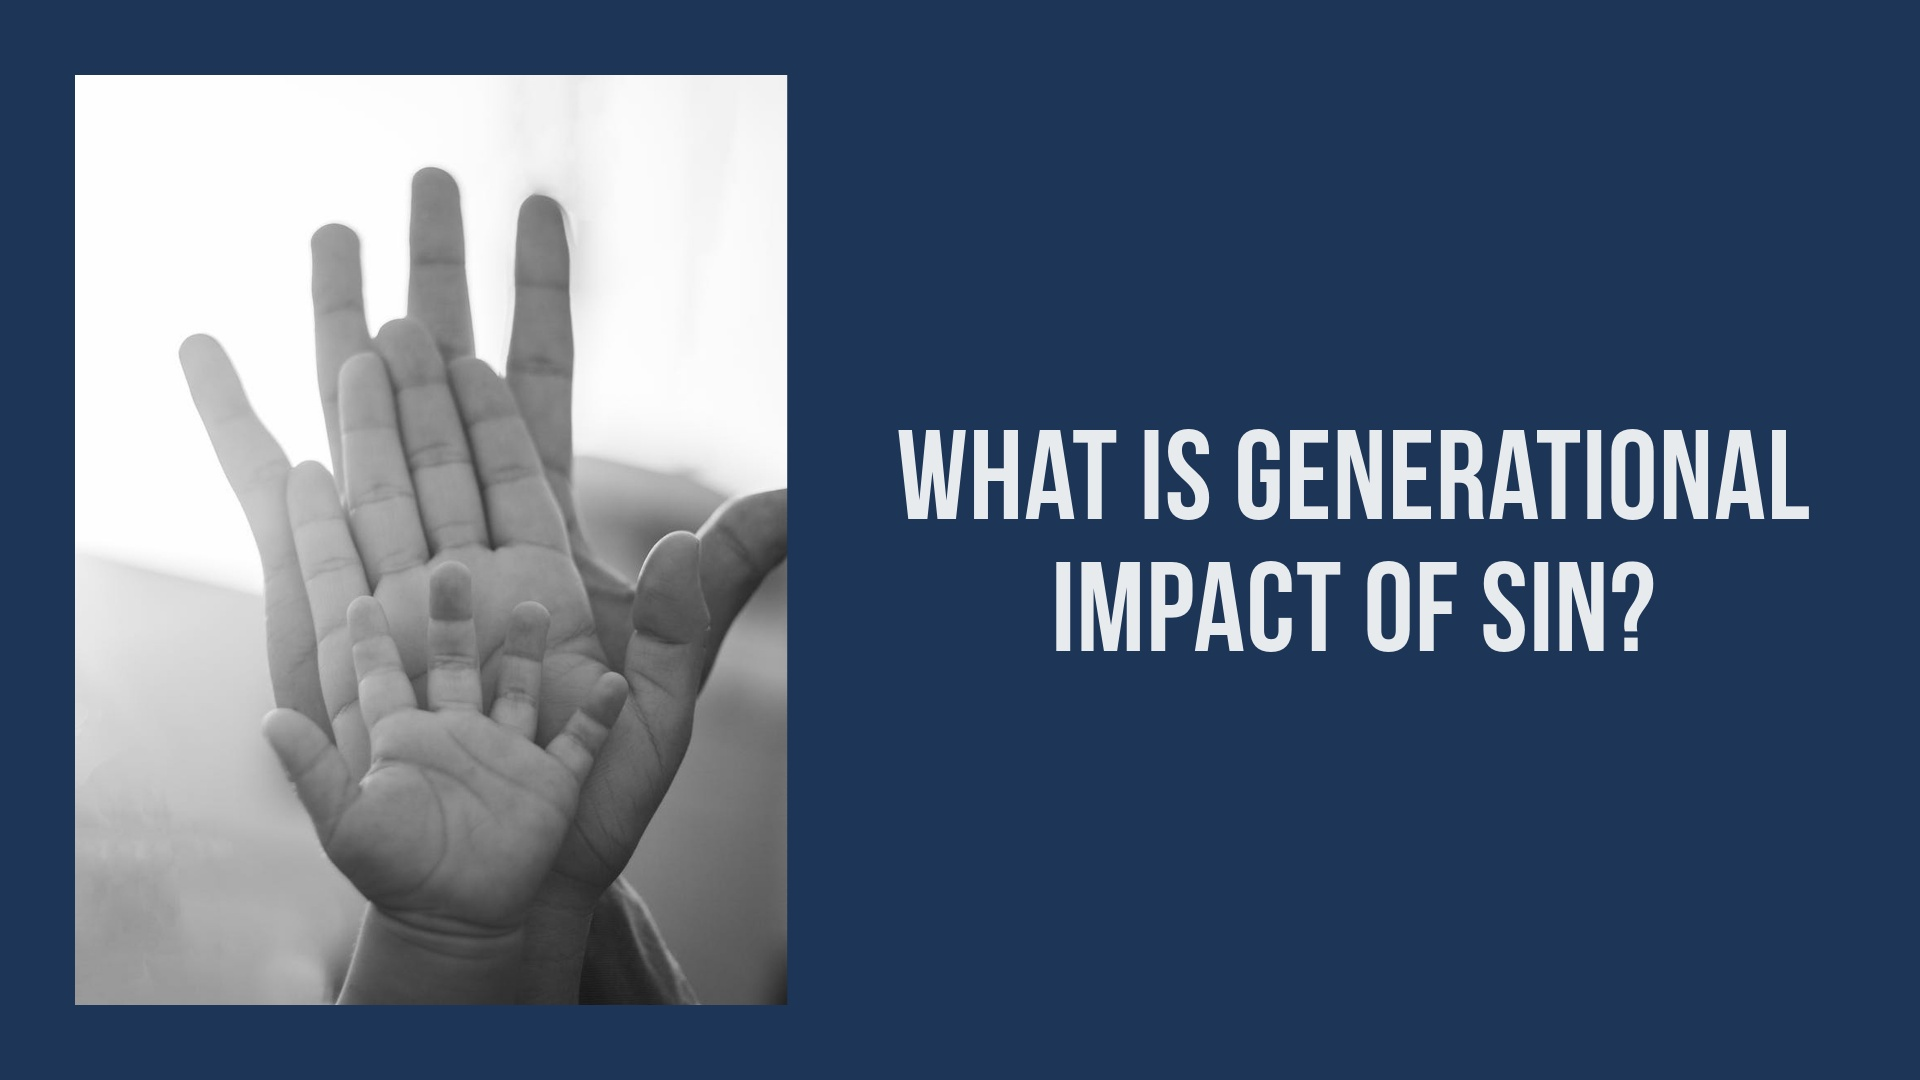 WHAT IS GENERATIONAL
IMPACT OF SIN?